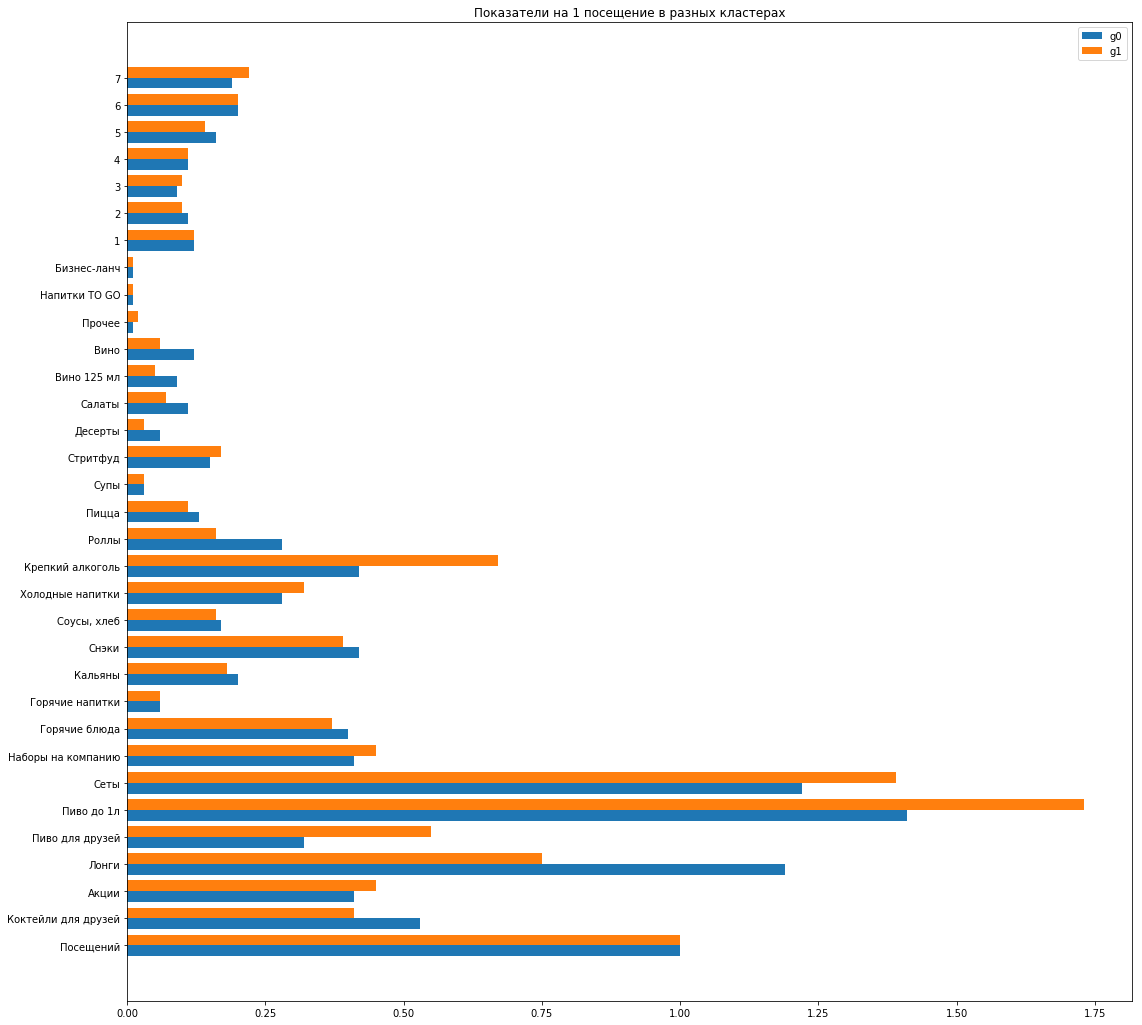 Показатели на 1 посещение в разных кластерах
g0
g1
7
6
5
4
3
2
1
Бизнес-ланч
Напитки TO GO
Прочее
Вино
Вино 125 мл
Салаты
Десерты
Стритфуд
Супы
Пицца
Роллы
Крепкий алкоголь
Холодные напитки
Соусы, хлеб
Снэки
Кальяны
Горячие напитки
Горячие блюда
Наборы на компанию
Сеты
Пиво до 1л
Пиво для друзей
Лонги
Акции
Коктейли для друзей
Посещений
0.00 0.25 0.50 0.75 1.00 1.25 1.50 1.75